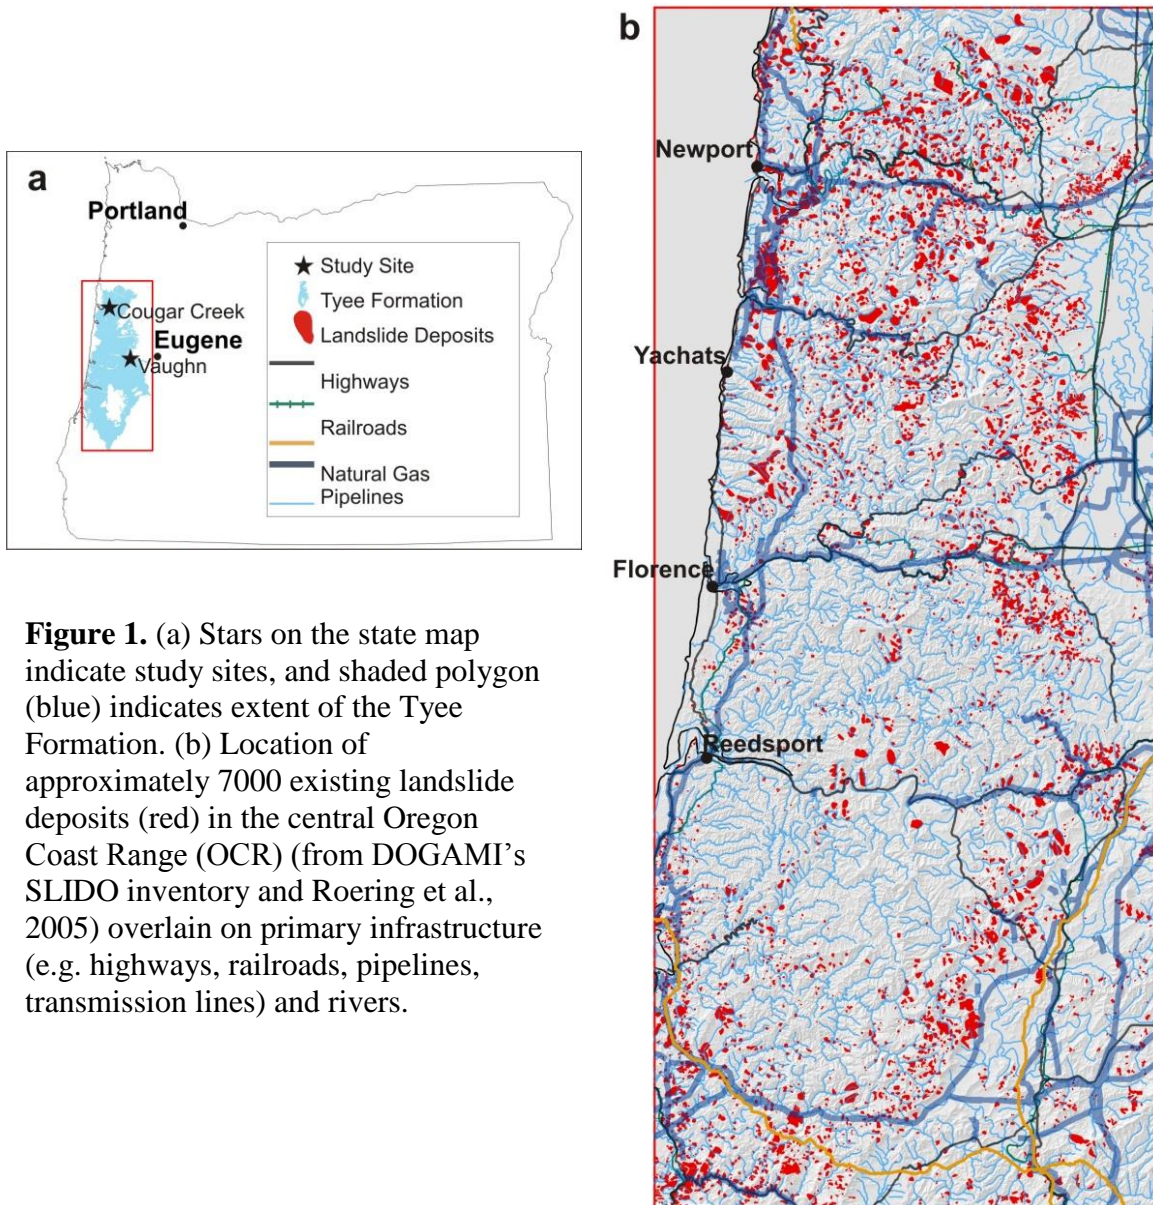 a
Portland
Study Site
Tyee Formation
Landslide Deposits
Highways
Railroads
Natural Gas
Pipelines
Cougar Creek
Eugene
Vaughn
b
Newport
Yachats
Florence
Reedsport
Figure 1. (a) Stars on the state map
indicate study sites, and shaded polygon
(blue) indicates extent of the Tyee
Formation. (b) Location of
approximately 7000 existing landslide
deposits (red) in the central Oregon
Coast Range (OCR) (from DOGAMI’s
SLIDO inventory and Roering et al.,
2005) overlain on primary infrastructure
(e.g. highways, railroads, pipelines,
transmission lines) and rivers.